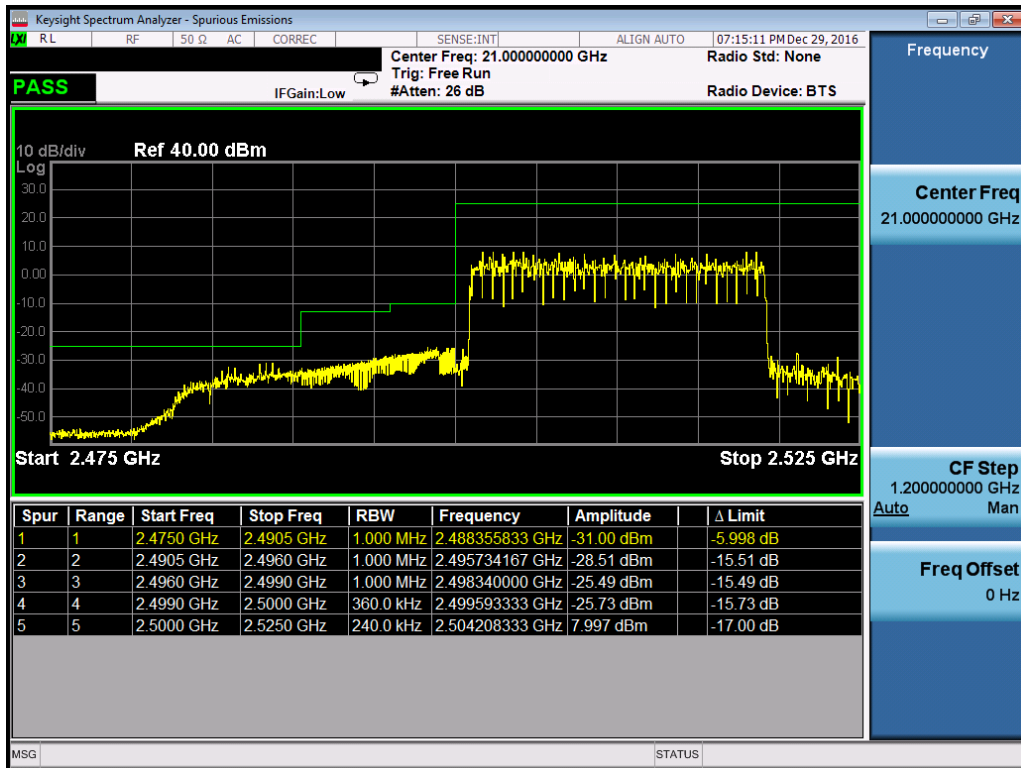 Keysight Spectrum Analyzer - Spurious Emissions
LXI RL RF 50 Ω AC CORREC SENSE:INT ALIGN AUTO 07:15:11 PM Dec 29, 2016
Center Freq: 21.000000000 GHz Radio Std: None
Trig: Free Run
PASS IFGain:Low #Atten: 26 dB Radio Device: BTS
10 dB/div Ref 40.00 dBm
Log
30.0
20.0
10.0
0.00
-10.0
-20.0
-30.0
-40.0
-50.0
Start 2.475 GHz Stop 2.525 GHz
Spur Range Start Freq Stop Freq RBW Frequency Amplitude Δ Limit
1 1 2.4750 GHz 2.4905 GHz 1.000 MHz 2.488355833 GHz -31.00 dBm -5.998 dB
2 2 2.4905 GHz 2.4960 GHz 1.000 MHz 2.495734167 GHz -28.51 dBm -15.51 dB
3 3 2.4960 GHz 2.4990 GHz 1.000 MHz 2.498340000 GHz -25.49 dBm -15.49 dB
4 4 2.4990 GHz 2.5000 GHz 360.0 kHz 2.499593333 GHz -25.73 dBm -15.73 dB
5 5 2.5000 GHz 2.5250 GHz 240.0 kHz 2.504208333 GHz 7.997 dBm -17.00 dB
MSG STATUS
Frequency
Center Freq
21.000000000 GHz
CF Step
1.200000000 GHz
Auto Man
Freq Offset
0 Hz